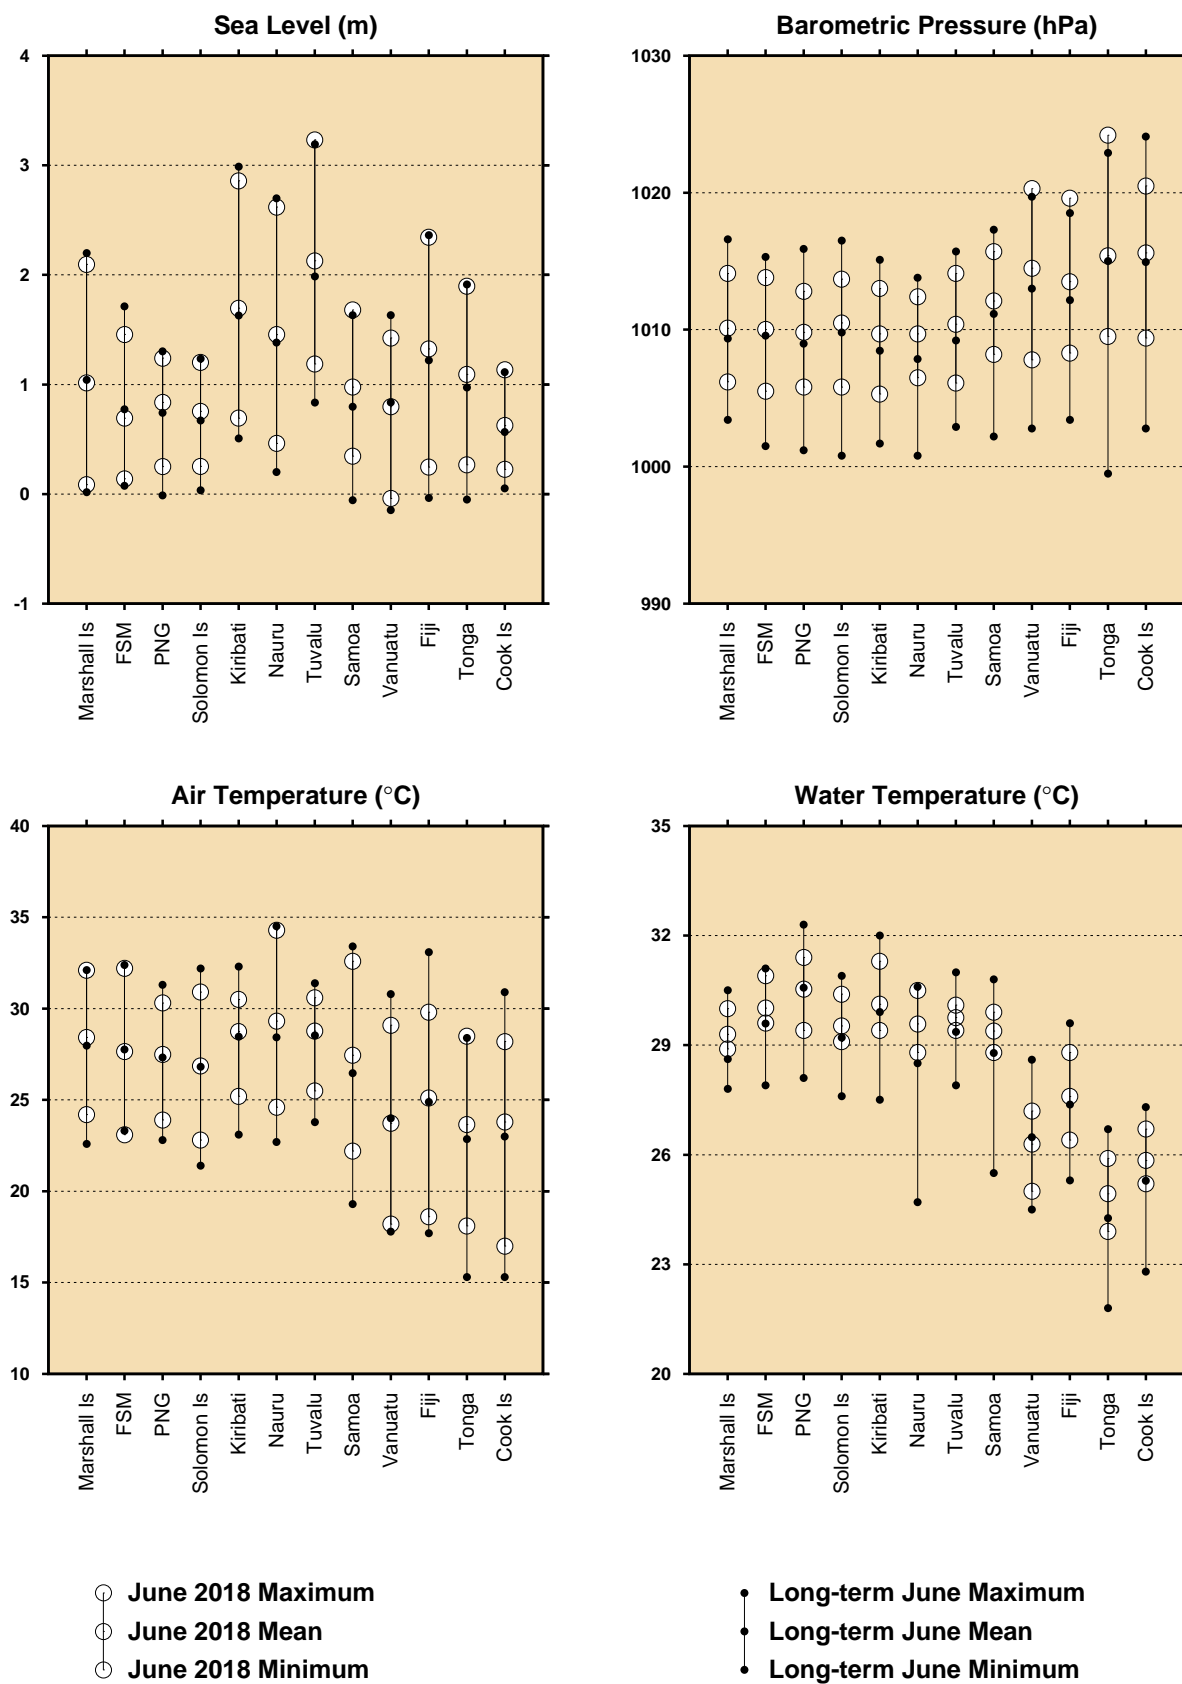 Sea Level (m)
4
3
2
1
0
-1
Marshall Is
FSM
PNG
Solomon Is
Kiribati
Nauru
Tuvalu
Samoa
Vanuatu
Fiji
Tonga
Cook Is
Barometric Pressure (hPa)
1030
1020
1010
1000
990
Marshall Is
FSM
PNG
Solomon Is
Kiribati
Nauru
Tuvalu
Samoa
Vanuatu
Fiji
Tonga
Cook Is
Air Temperature (°C)
40
35
30
25
20
15
10
Marshall Is
FSM
PNG
Solomon Is
Kiribati
Nauru
Tuvalu
Samoa
Vanuatu
Fiji
Tonga
Cook Is
Water Temperature (°C)
35
32
29
26
23
20
Marshall Is
FSM
PNG
Solomon Is
Kiribati
Nauru
Tuvalu
Samoa
Vanuatu
Fiji
Tonga
Cook Is
June 2018 Maximum
June 2018 Mean
June 2018 Minimum
Long-term June Maximum
Long-term June Mean
Long-term June Minimum